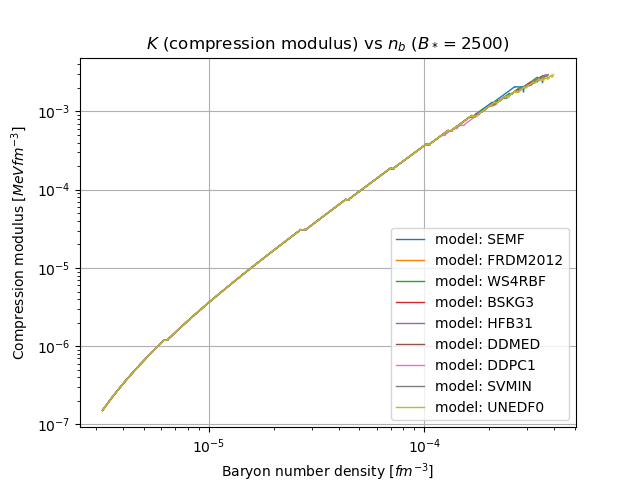 K (compression modulus) vs n_b (B_* = 2500)
Compression modulus [MeVfm⁻³]
10⁻³
10⁻⁴
10⁻⁵
10⁻⁶
10⁻⁷
model: SEMF
model: FRDM2012
model: WS4RBF
model: BSKG3
model: HFB31
model: DDMED
model: DDPC1
model: SVMIN
model: UNEDF0
10⁻⁵
10⁻⁴
Baryon number density [fm⁻³]